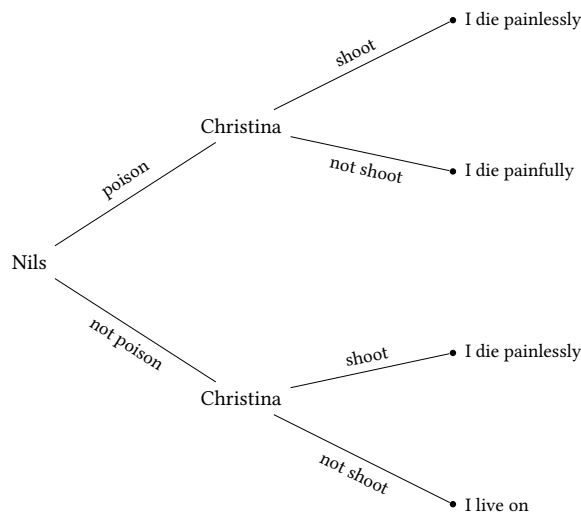 I die painlessly
shoot
Christina
not shoot
I die painfully
poison
Nils
not poison
shoot
I die painlessly
Christina
not shoot
I live on